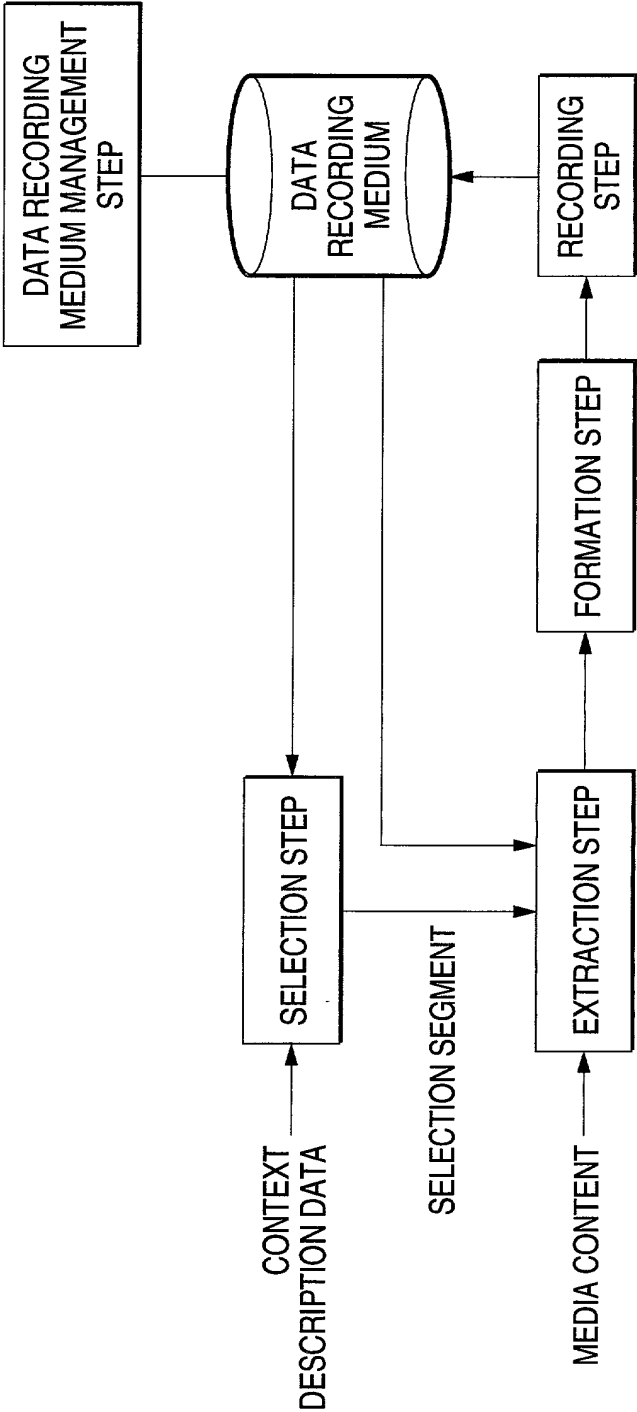 DATA RECORDING
MEDIUM MANAGEMENT
STEP
CONTEXT
DESCRIPTION DATA
SELECTION STEP
DATA
RECORDING
MEDIUM
SELECTION SEGMENT
MEDIA CONTENT
EXTRACTION STEP
FORMATION STEP
RECORDING
STEP